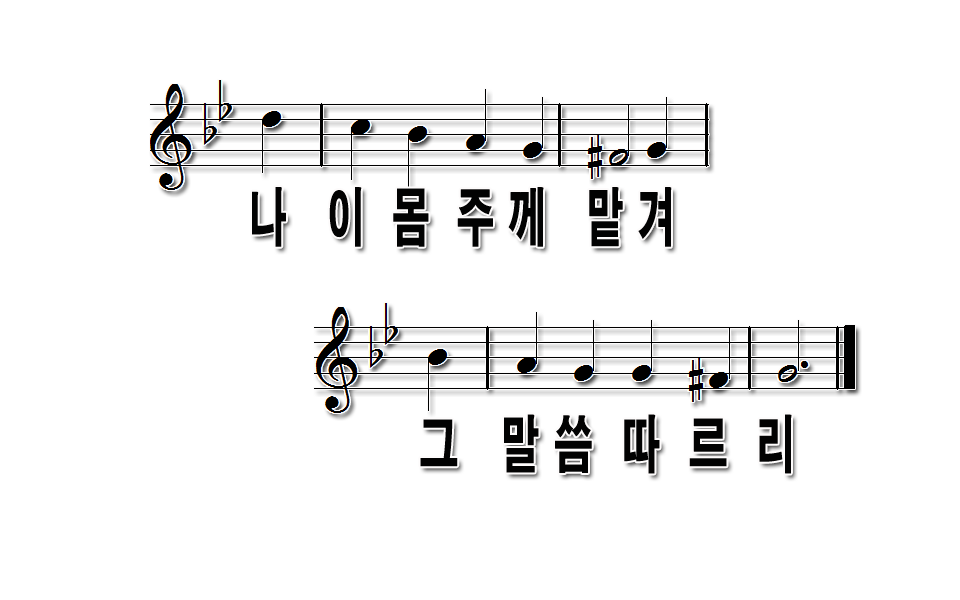 나 이 몸 주 께 맡 겨
그 말 씀 따 르 리